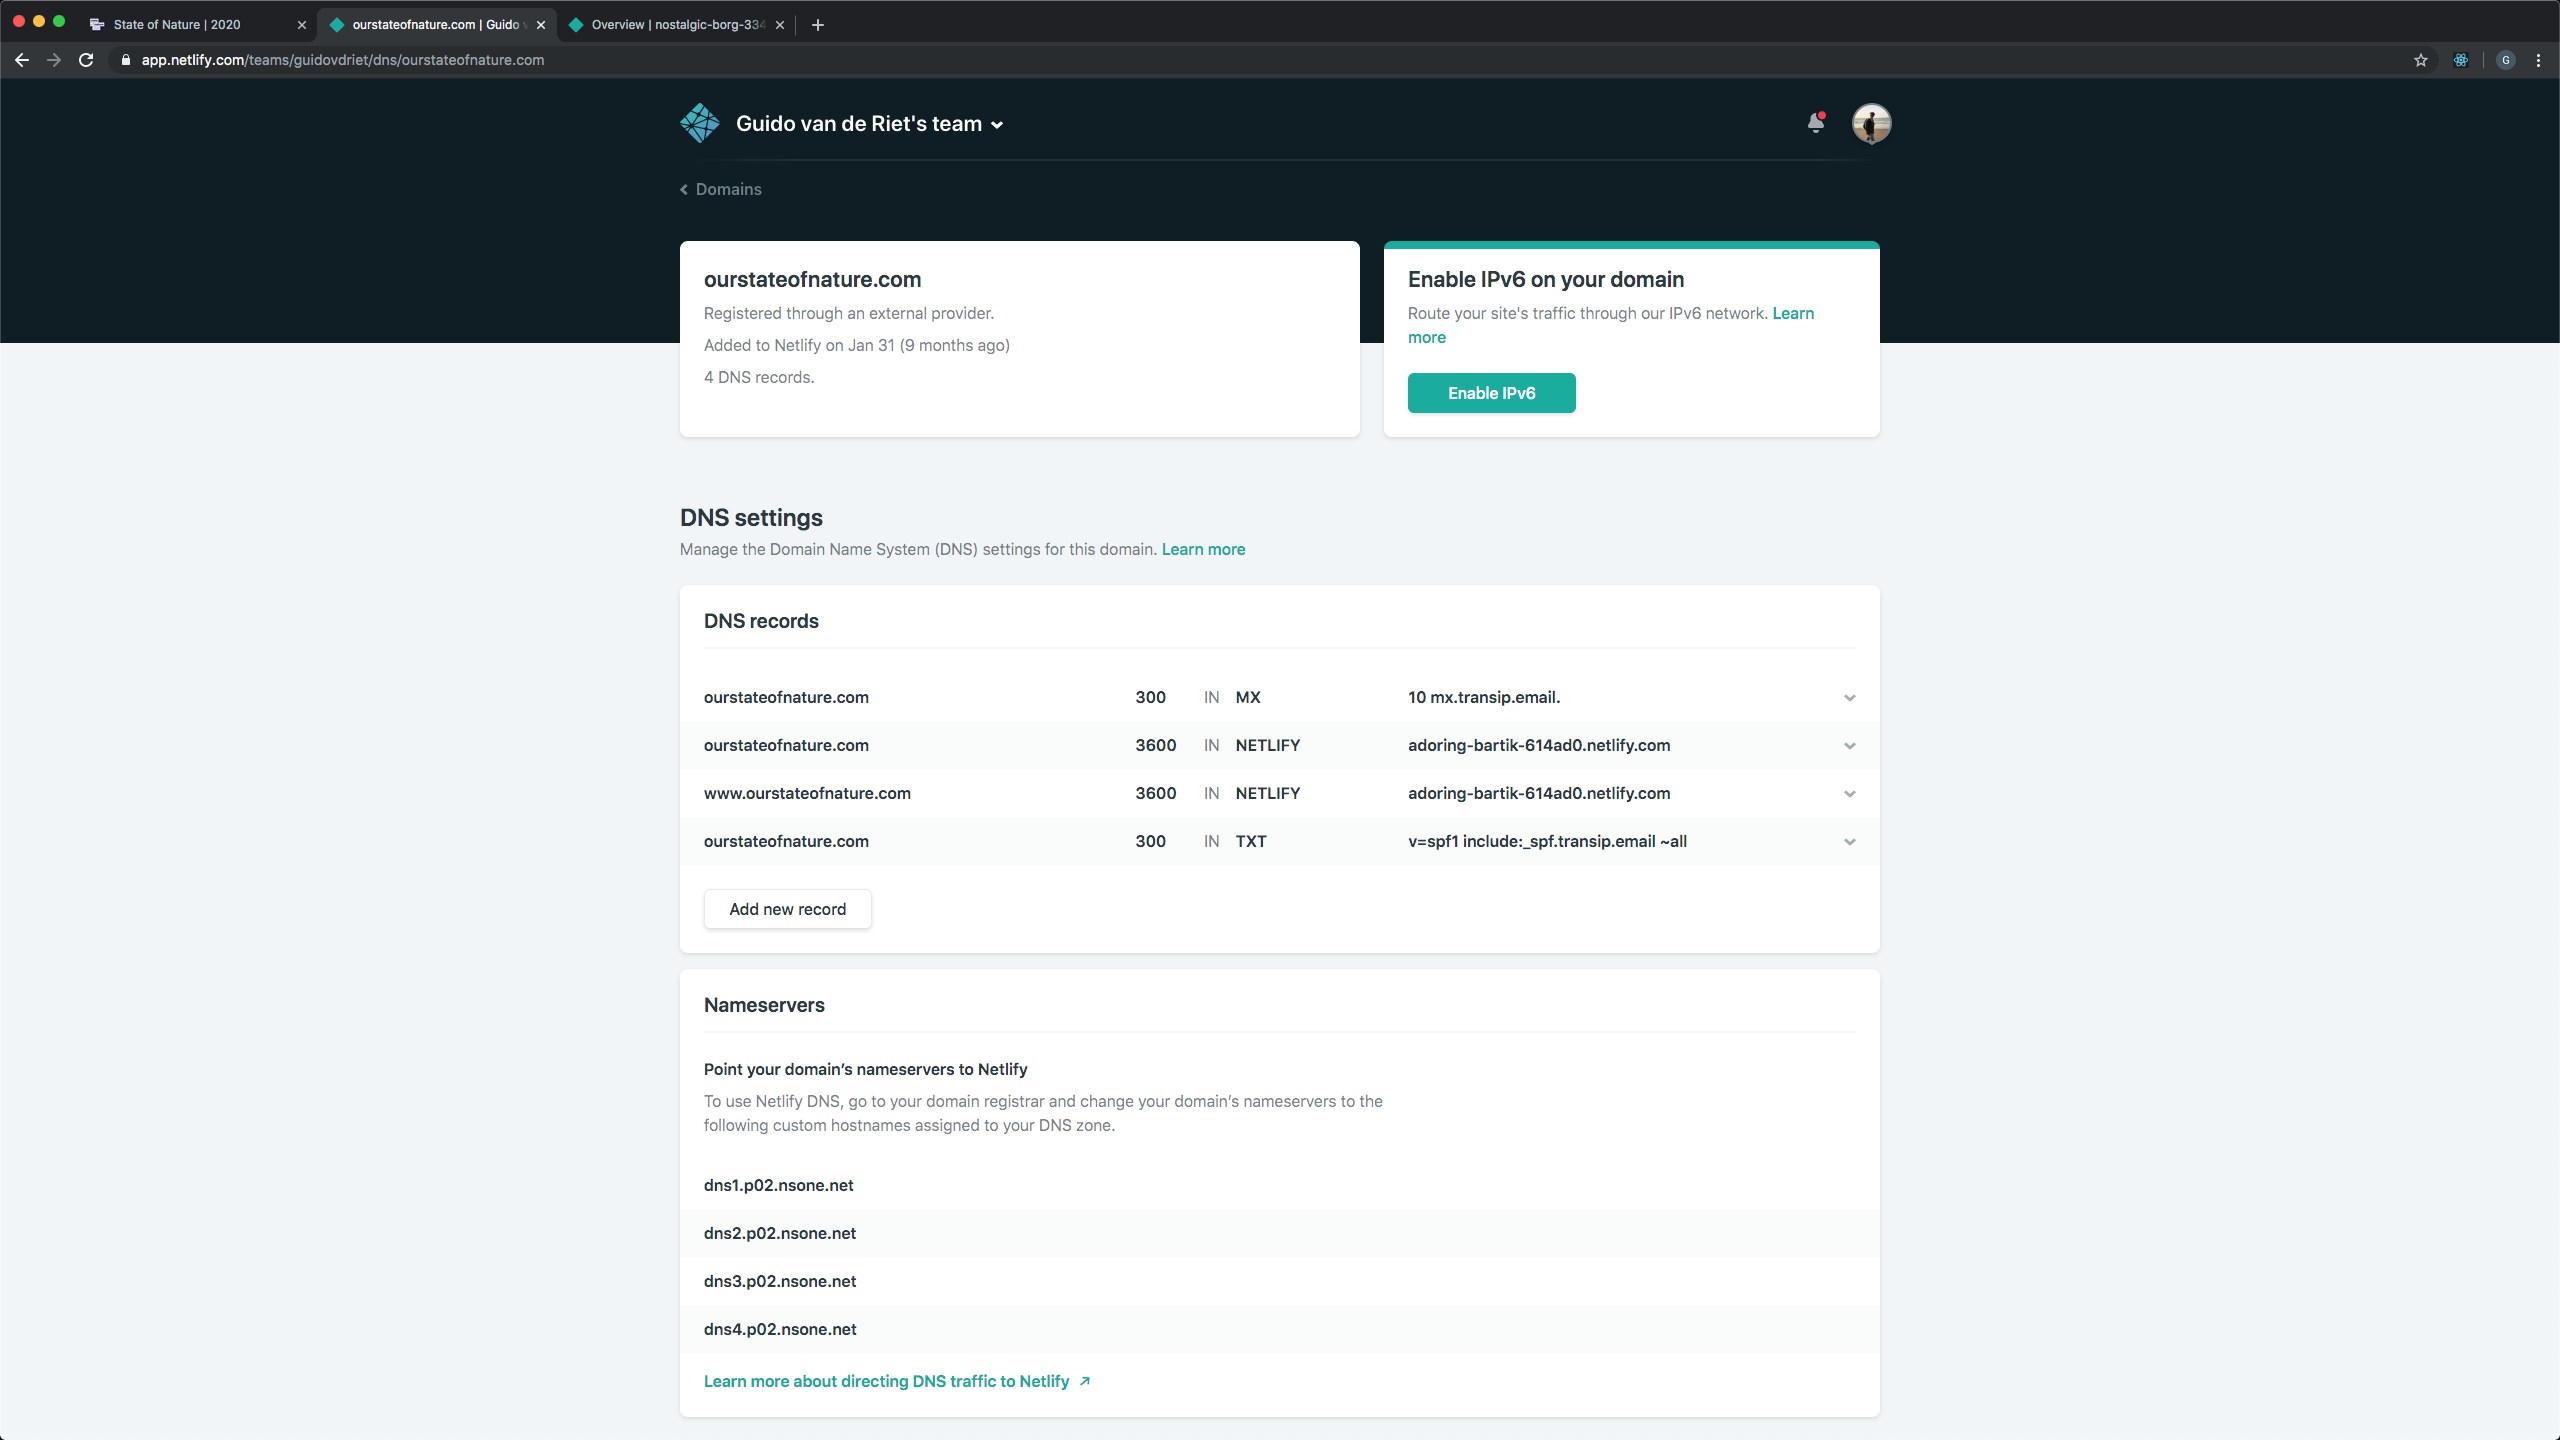 State of Nature | 2020
ourstateofnature.com | Guido
Overview | nostalgic-borg-334
app.netlify.com/teams/guidovdriet/dns/ourstateofnature.com
G
Guido van de Riet's team
Domains
ourstateofnature.com
Registered through an external provider.
Added to Netlify on Jan 31 (9 months ago)
4 DNS records.
Enable IPv6 on your domain
Route your site's traffic through our IPv6 network. Learn
more
Enable IPv6
DNS settings
Manage the Domain Name System (DNS) settings for this domain. Learn more
DNS records
ourstateofnature.com 300 IN MX 10 mx.transip.email.
ourstateofnature.com 3600 IN NETLIFY adoring-bartik-614ad0.netlify.com
www.ourstateofnature.com 3600 IN NETLIFY adoring-bartik-614ad0.netlify.com
ourstateofnature.com 300 IN TXT v=spf1 include:_spf.transip.email ~all
Add new record
Nameservers
Point your domain’s nameservers to Netlify
To use Netlify DNS, go to your domain registrar and change your domain’s nameservers to the
following custom hostnames assigned to your DNS zone.
dns1.p02.nsone.net
dns2.p02.nsone.net
dns3.p02.nsone.net
dns4.p02.nsone.net
Learn more about directing DNS traffic to Netlify